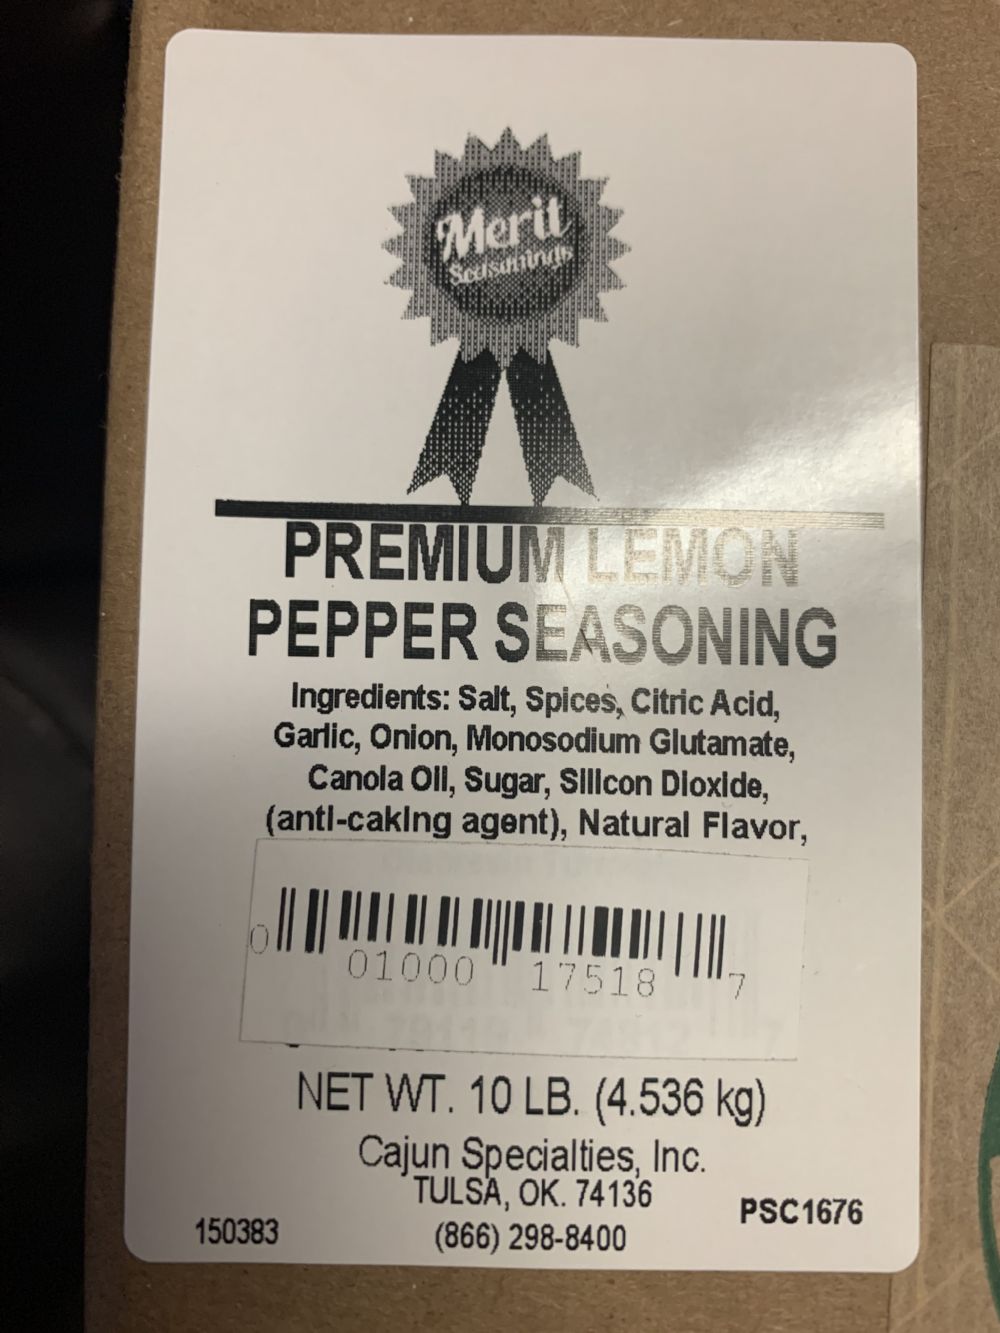 Merit
Seasonings
PREMIUM LEMON
PEPPER SEASONING
Ingredients: Salt, Spices, Citric Acid,
Garlic, Onion, Monosodium Glutamate,
Canola Oil, Sugar, Silicon Dioxide,
(anti-caking agent), Natural Flavor,
0 01000 17518 7
NET WT. 10 LB. (4.536 kg)
Cajun Specialties, Inc.
TULSA, OK. 74136
150383 (866) 298-8400 PSC1676